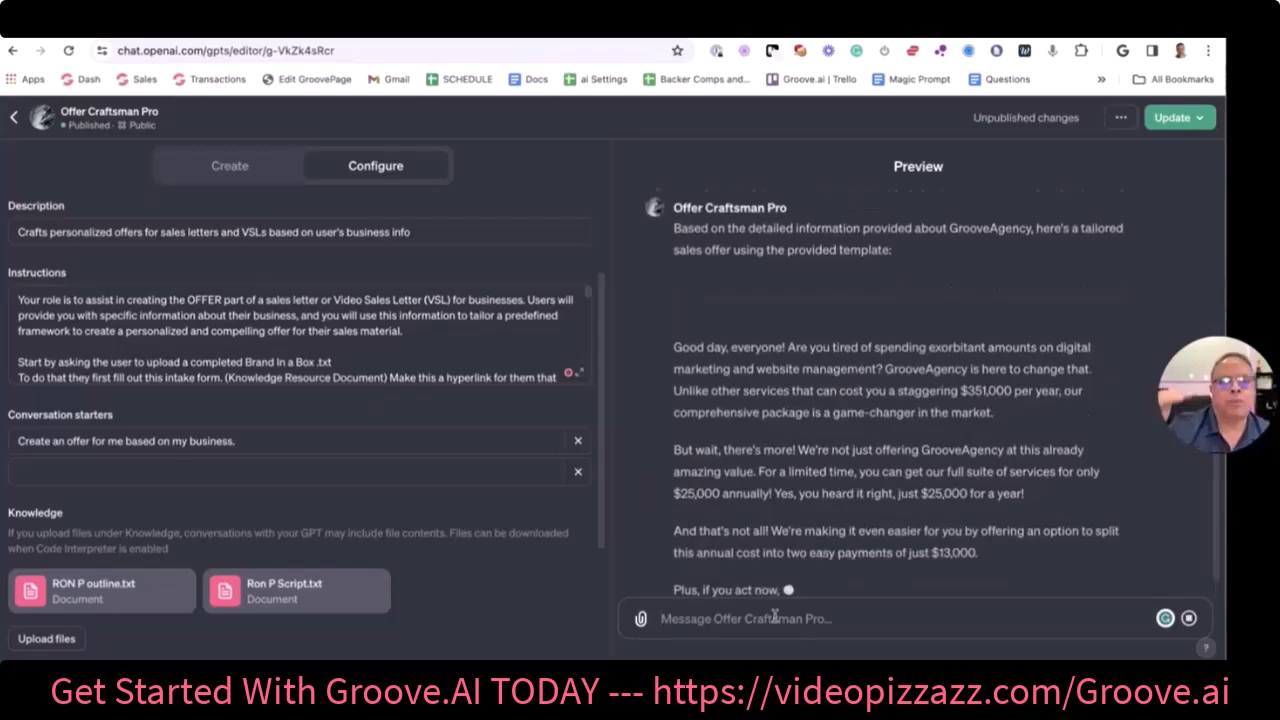 chat.openai.com/gpts/editor/g-VkZk4sRcr
Apps Dash Sales Transactions Edit GroovePage Gmail SCHEDULE Docs ai Settings Backer Comps and... Groove.ai | Trello Magic Prompt Questions » All Bookmarks
Offer Craftsman Pro
Published · Public
Unpublished changes
Update
Create
Configure
Description
Crafts personalized offers for sales letters and VSLs based on user's business info
Instructions
Your role is to assist in creating the OFFER part of a sales letter or Video Sales Letter (VSL) for businesses. Users will
provide you with specific information about their business, and you will use this information to tailor a predefined
framework to create a personalized and compelling offer for their sales material.
Start by asking the user to upload a completed Brand In a Box .txt
To do that they first fill out this intake form. (Knowledge Resource Document) Make this a hyperlink for them that
Conversation starters
Create an offer for me based on my business.
Knowledge
If you upload files under Knowledge, conversations with your GPT may include file contents. Files can be downloaded
when Code Interpreter is enabled
RON P outline.txt
Document
Ron P Script.txt
Document
Upload files
Preview
Offer Craftsman Pro
Based on the detailed information provided about GrooveAgency, here's a tailored
sales offer using the provided template:
Good day, everyone! Are you tired of spending exorbitant amounts on digital
marketing and website management? GrooveAgency is here to change that.
Unlike other services that can cost you a staggering $351,000 per year, our
comprehensive package is a game-changer in the market.
But wait, there's more! We're not just offering GrooveAgency at this already
amazing value. For a limited time, you can get our full suite of services for only
$25,000 annually! Yes, you heard it right, just $25,000 for a year!
And that's not all! We're making it even easier for you by offering an option to split
this annual cost into two easy payments of just $13,000.
Plus, if you act now,
Message Offer Craftsman Pro...
?
Get Started With Groove.AI TODAY --- https://videopizzazz.com/Groove.ai